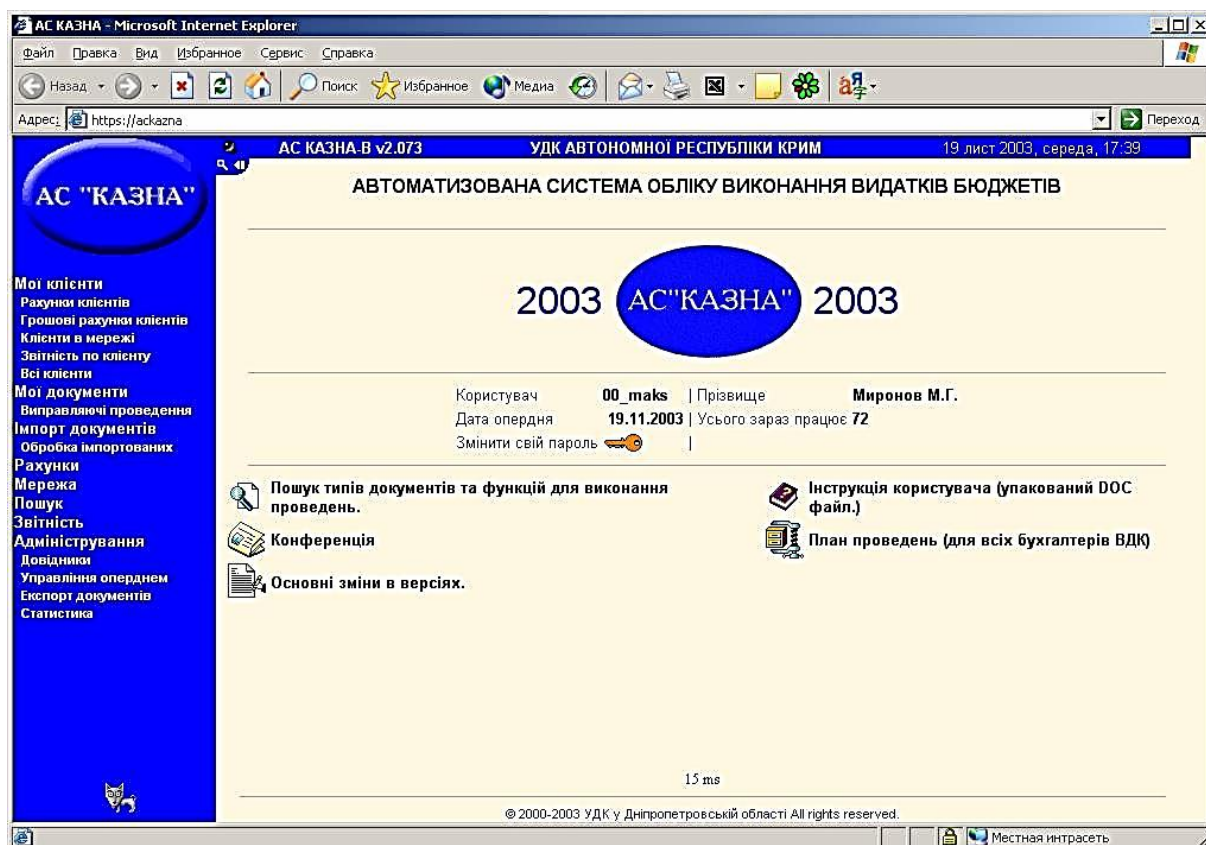 АС КАЗНА - Microsoft Internet Explorer
Файл Правка Вид Избранное Сервис Справка
Назад Поиск Избранное Медиа
Адрес: https://ackazna Переход
АС КАЗНА-В v2.073 УДК АВТОНОМНОЇ РЕСПУБЛІКИ КРИМ 19 лист 2003, середа, 17:39
АС "КАЗНА"
Мої клієнти
Рахунки клієнтів
Грошові рахунки клієнтів
Клієнти в мережі
Звітність по клієнту
Всі клієнти
Мої документи
Виправляючі проведення
Імпорт документів
Обробка імпортованих
Рахунки
Мережа
Пошук
Звітність
Адміністрування
Довідники
Управління оперднем
Експорт документів
Статистика
АВТОМАТИЗОВАНА СИСТЕМА ОБЛІКУ ВИКОНАННЯ ВИДАТКІВ БЮДЖЕТІВ
2003 АС"КАЗНА" 2003
Користувач 00_maks | Прізвище Миронов М.Г.
Дата опердня 19.11.2003 | Усього зараз працює 72
Змінити свій пароль |
Пошук типів документів та функцій для виконання
проведень.
Конференція
Основні зміни в версіях.
Інструкція користувача (упакований DOC
файл.)
План проведень (для всіх бухгалтерів ВДК)
15 ms
© 2000-2003 УДК у Дніпропетровській області All rights reserved.
Местная интрасеть